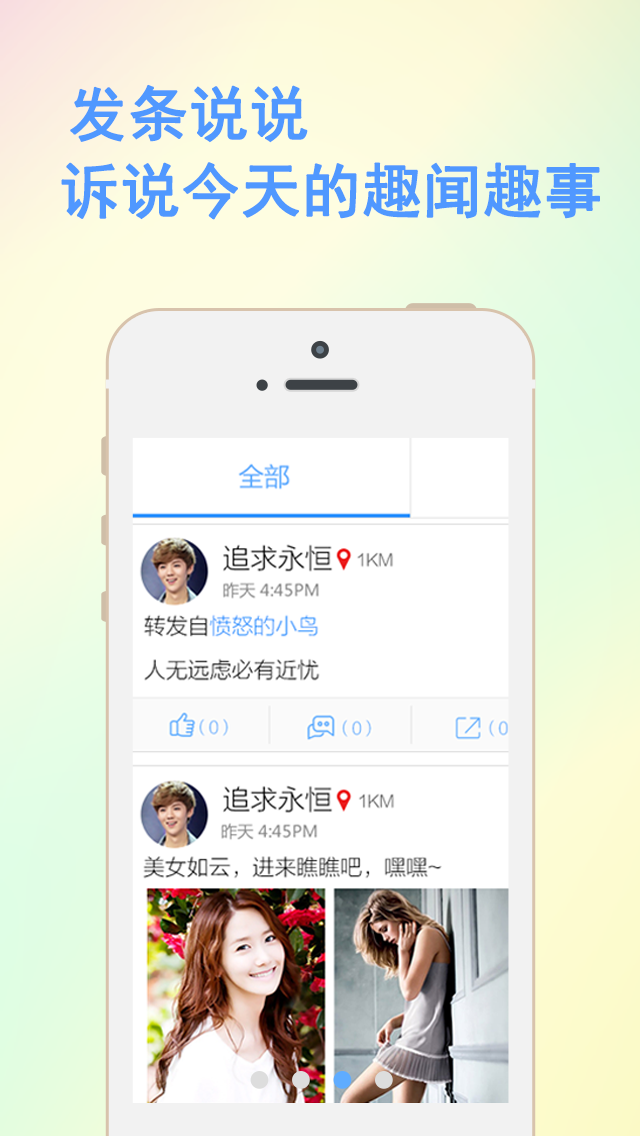 发条说说
诉说今天的趣闻趣事
全部
追求永恒 1KM
昨天 4:45PM
转发自愤怒的小鸟
人无远虑必有近忧
(0) (0) (0
追求永恒 1KM
昨天 4:45PM
美女如云，进来瞧瞧吧，嘿嘿~